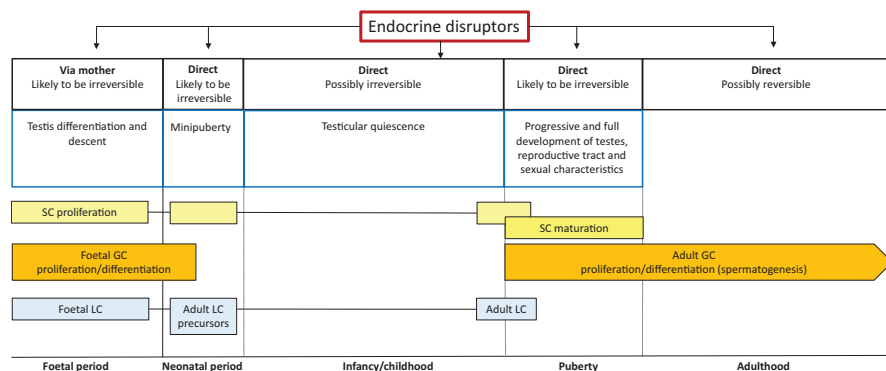 Endocrine disruptors
Via mother
Likely to be irreversible
Direct
Likely to be
irreversible
Direct
Possibly irreversible
Direct
Likely to be irreversible
Direct
Possibly reversible
Testis differentiation and
descent
Minipuberty
Testicular quiescence
Progressive and full
development of testes,
reproductive tract and
sexual characteristics
SC proliferation
SC maturation
Foetal GC
proliferation/differentiation
Adult GC
proliferation/differentiation (spermatogenesis)
Foetal LC
Adult LC
precursors
Adult LC
Foetal period
Neonatal period
Infancy/childhood
Puberty
Adulthood